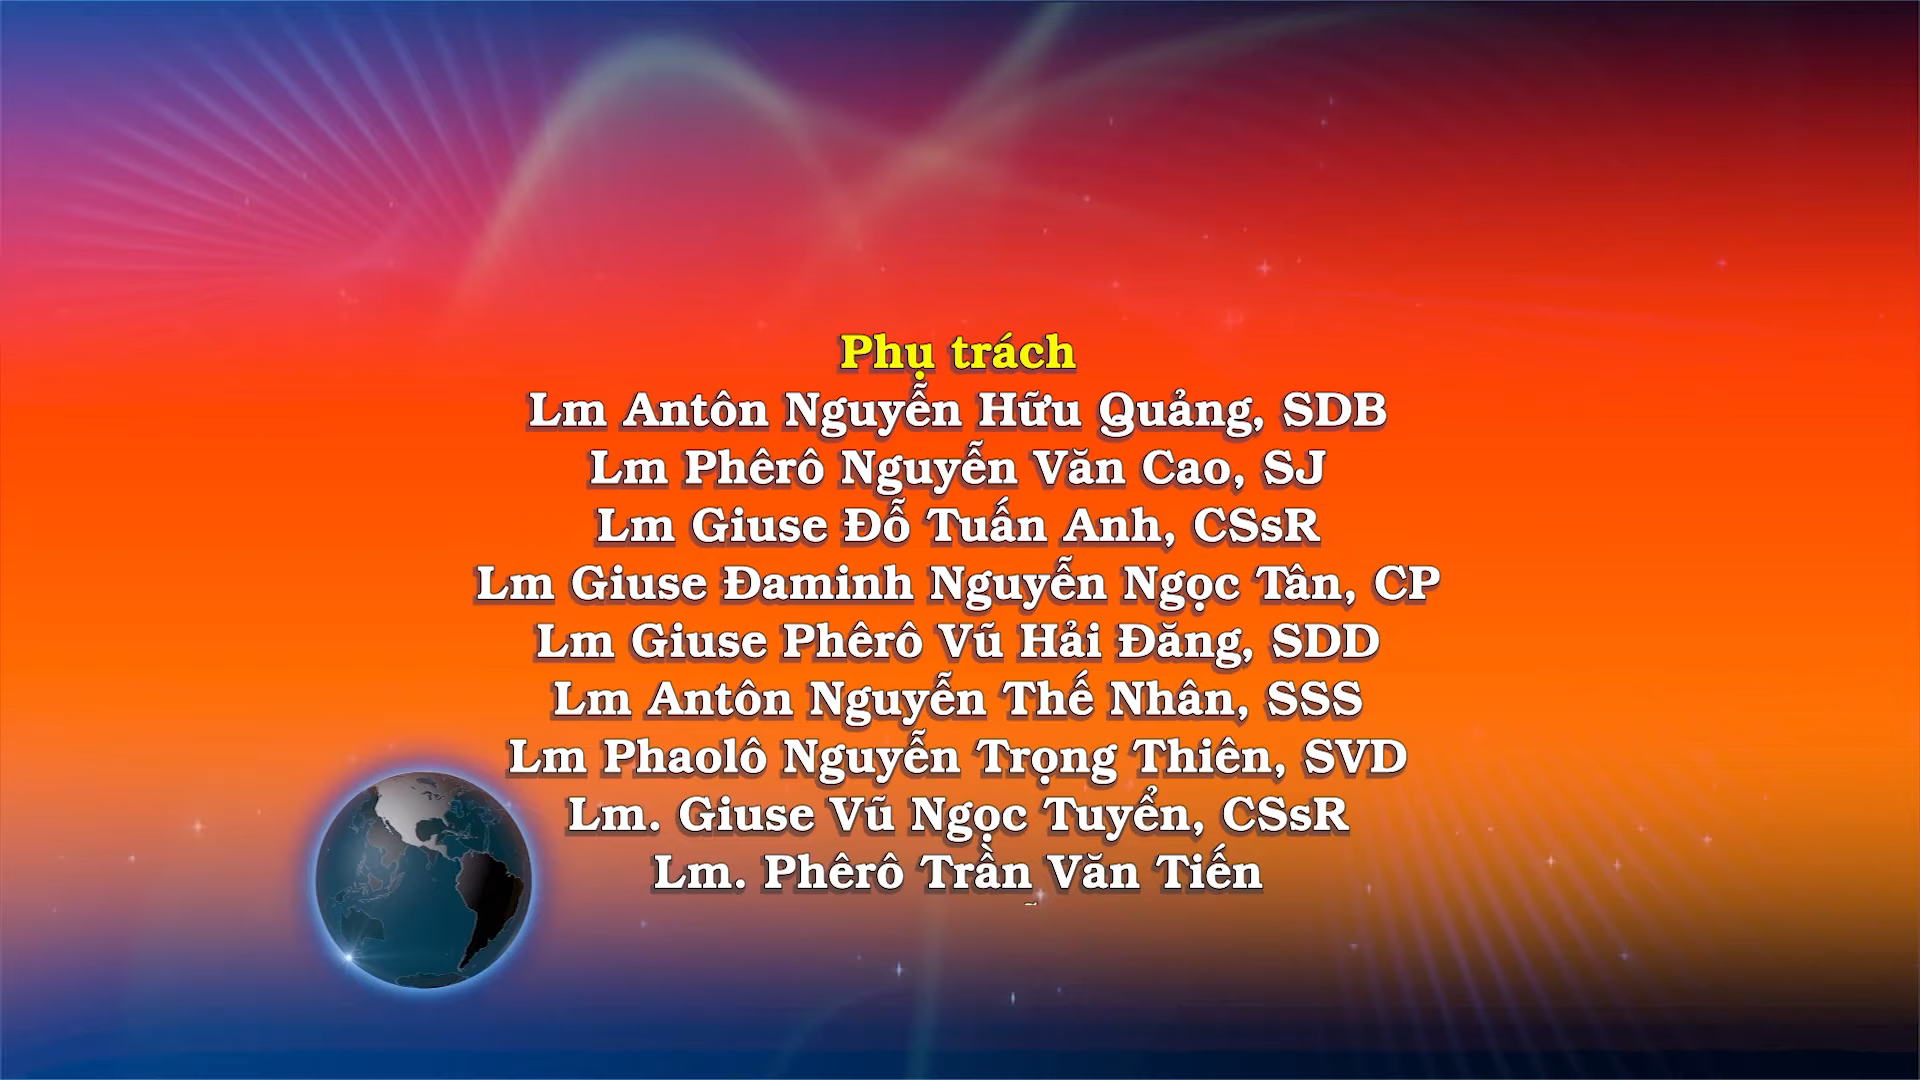 Phụ trách
Lm Antôn Nguyễn Hữu Quảng, SDB
Lm Phêrô Nguyễn Văn Cao, SJ
Lm Giuse Đỗ Tuấn Anh, CSsR
Lm Giuse Đaminh Nguyễn Ngọc Tân, CP
Lm Giuse Phêrô Vũ Hải Đăng, SDD
Lm Antôn Nguyễn Thế Nhân, SSS
Lm Phaolô Nguyễn Trọng Thiên, SVD
Lm. Giuse Vũ Ngọc Tuyển, CSsR
Lm. Phêrô Trần Văn Tiến